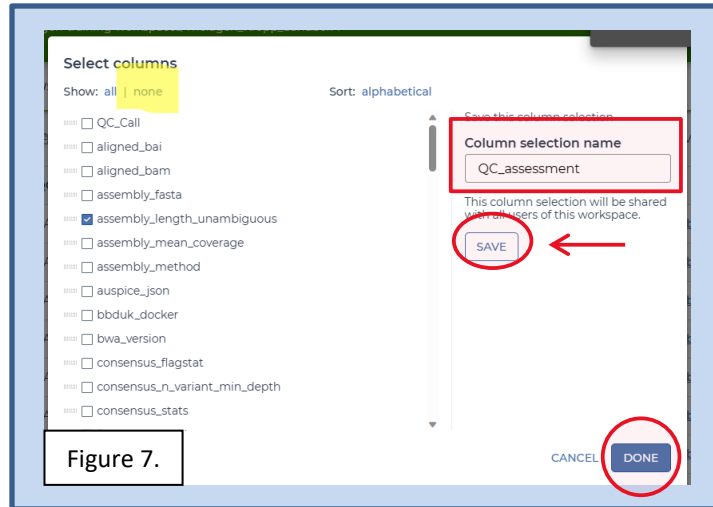 Select columns
Show: all | none
Sort: alphabetical
QC_Call
aligned_bai
aligned_bam
assembly_fasta
assembly_length_unambiguous
assembly_mean_coverage
assembly_method
auspice_json
bbduk_docker
bwa_version
consensus_flagstat
consensus_n_variant_min_depth
consensus_stats
Save this column selection
Column selection name
QC_assessment
This column selection will be shared
with all users of this workspace.
SAVE
Figure 7.
CANCEL
DONE